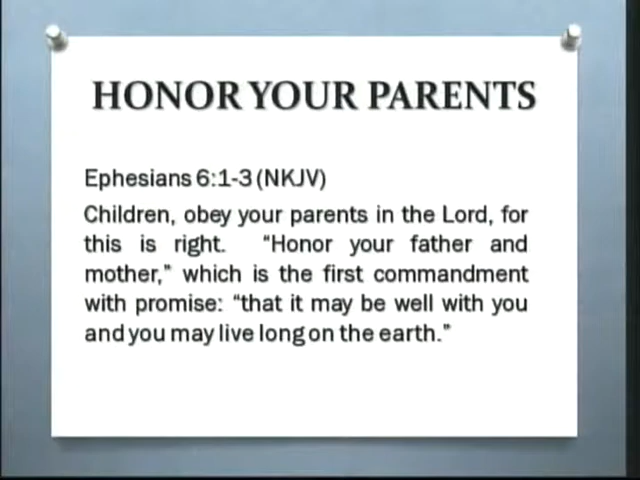 HONOR YOUR PARENTS
Ephesians 6:1-3 (NKJV)
Children, obey your parents in the Lord, for
this is right. “Honor your father and
mother,” which is the first commandment
with promise: “that it may be well with you
and you may live long on the earth.”